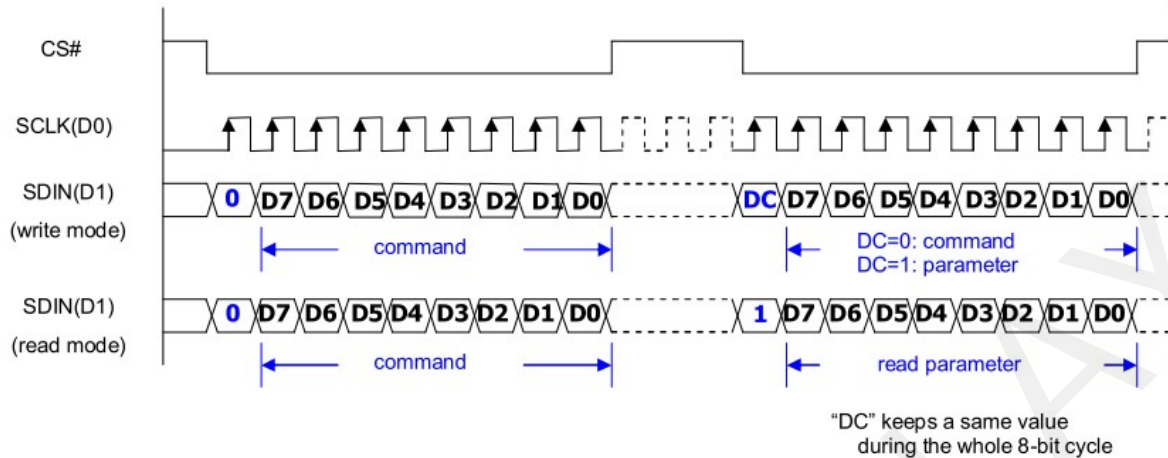 CS#
SCLK(D0)
SDIN(D1) 0 D7 D6 D5 D4 D3 D2 D1 D0 DC D7 D6 D5 D4 D3 D2 D1 D0
(write mode)
command
DC=0: command
DC=1: parameter
SDIN(D1) 0 D7 D6 D5 D4 D3 D2 D1 D0 1 D7 D6 D5 D4 D3 D2 D1 D0
(read mode)
command read parameter
“DC” keeps a same value
during the whole 8-bit cycle